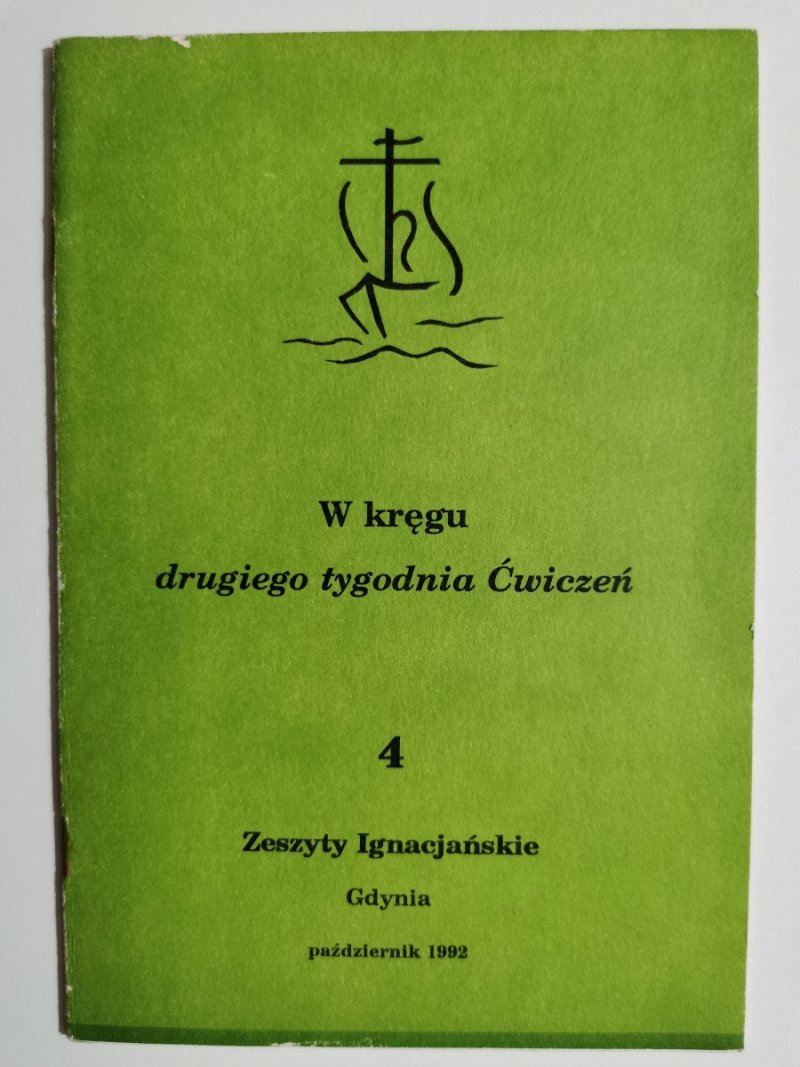 W kręgu
drugiego tygodnia Ćwiczeń
4
Zeszyty Ignacjańskie
Gdynia
październik 1992